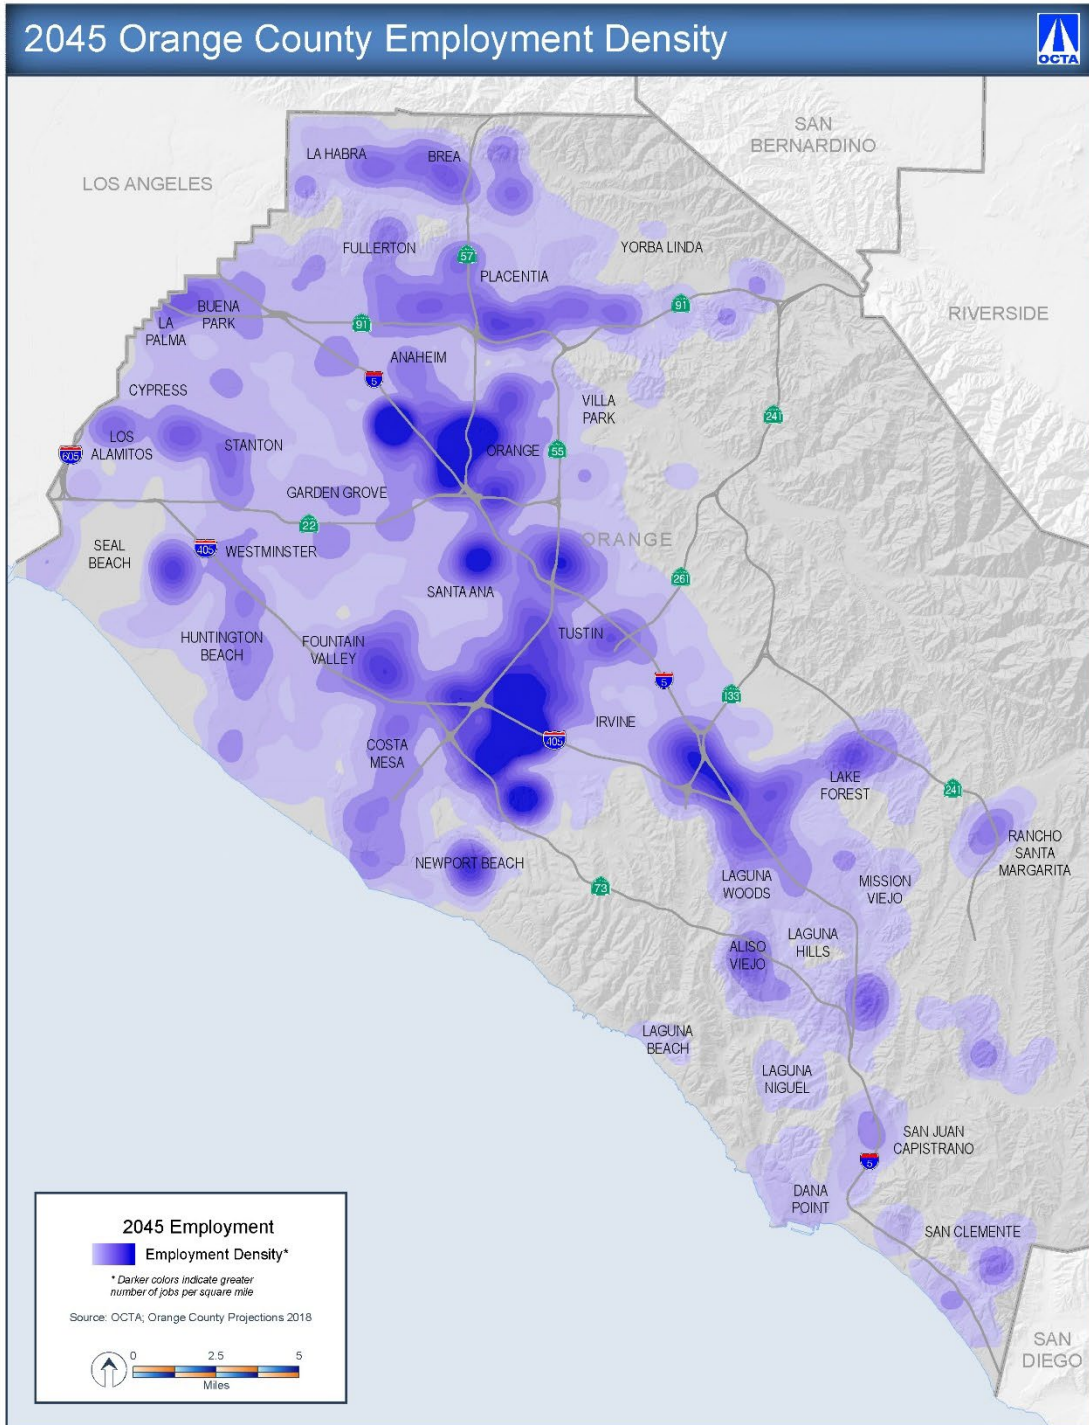 2045 Orange County Employment Density
OCTA
SAN
BERNARDINO
LOS ANGELES
LA HABRA
BREA
FULLERTON
57
YORBA LINDA
PLACENTIA
BUENA
PARK
91
91
RIVERSIDE
LA
PALMA
ANAHEIM
5
CYPRESS
VILLA
PARK
241
LOS
ALAMITOS
605
STANTON
ORANGE
55
GARDEN GROVE
22
SEAL
BEACH
405
WESTMINSTER
ORANGE
261
SANTA ANA
HUNTINGTON
BEACH
FOUNTAIN
VALLEY
TUSTIN
5
133
IRVINE
405
COSTA
MESA
LAKE
FOREST
241
RANCHO
SANTA
MARGARITA
NEWPORT BEACH
73
LAGUNA
WOODS
MISSION
VIEJO
LAGUNA
HILLS
ALISO
VIEJO
LAGUNA
BEACH
LAGUNA
NIGUEL
SAN JUAN
CAPISTRANO
5
DANA
POINT
SAN CLEMENTE
SAN
DIEGO
2045 Employment
Employment Density*
* Darker colors indicate greater
number of jobs per square mile
Source: OCTA; Orange County Projections 2018
0 2.5 5
Miles